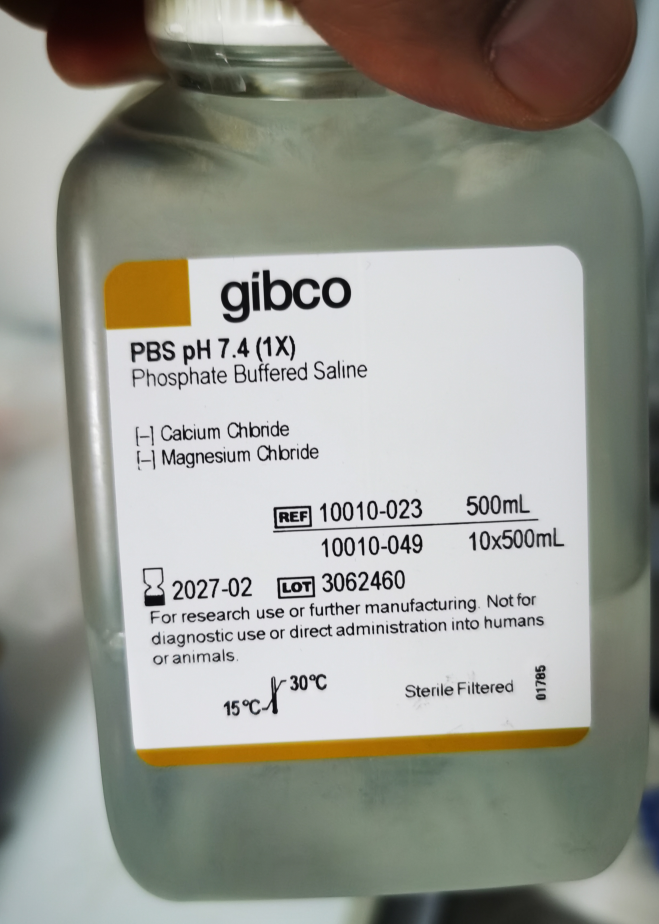 gibco
PBS pH 7.4 (1X)
Phosphate Buffered Saline
[–] Calcium Chloride
[–] Magnesium Chloride
REF 10010-023 500mL
10010-049 10x500mL
2027-02 LOT 3062460
For research use or further manufacturing. Not for
diagnostic use or direct administration into humans
or animals.
15°C 30°C
Sterile Filtered 01785